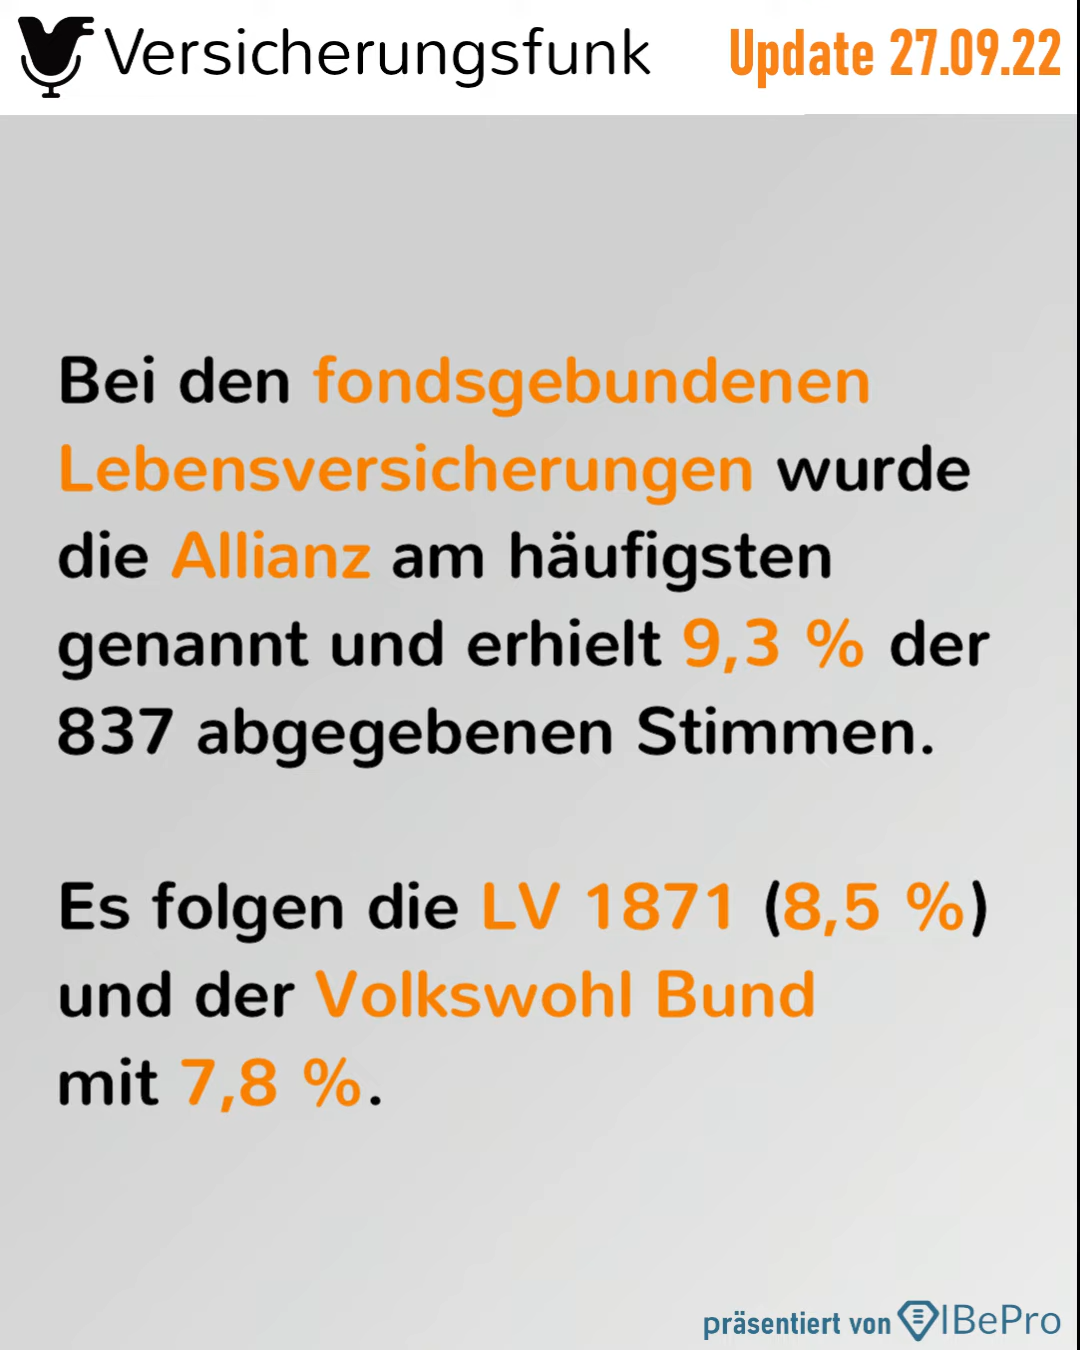 Versicherungsfunk
Update 27.09.22
Bei den fondsgebundenen
Lebensversicherungen wurde
die Allianz am häufigsten
genannt und erhielt 9,3 % der
837 abgegebenen Stimmen.
Es folgen die LV 1871 (8,5 %)
und der Volkswohl Bund
mit 7,8 %.
präsentiert von IBePro